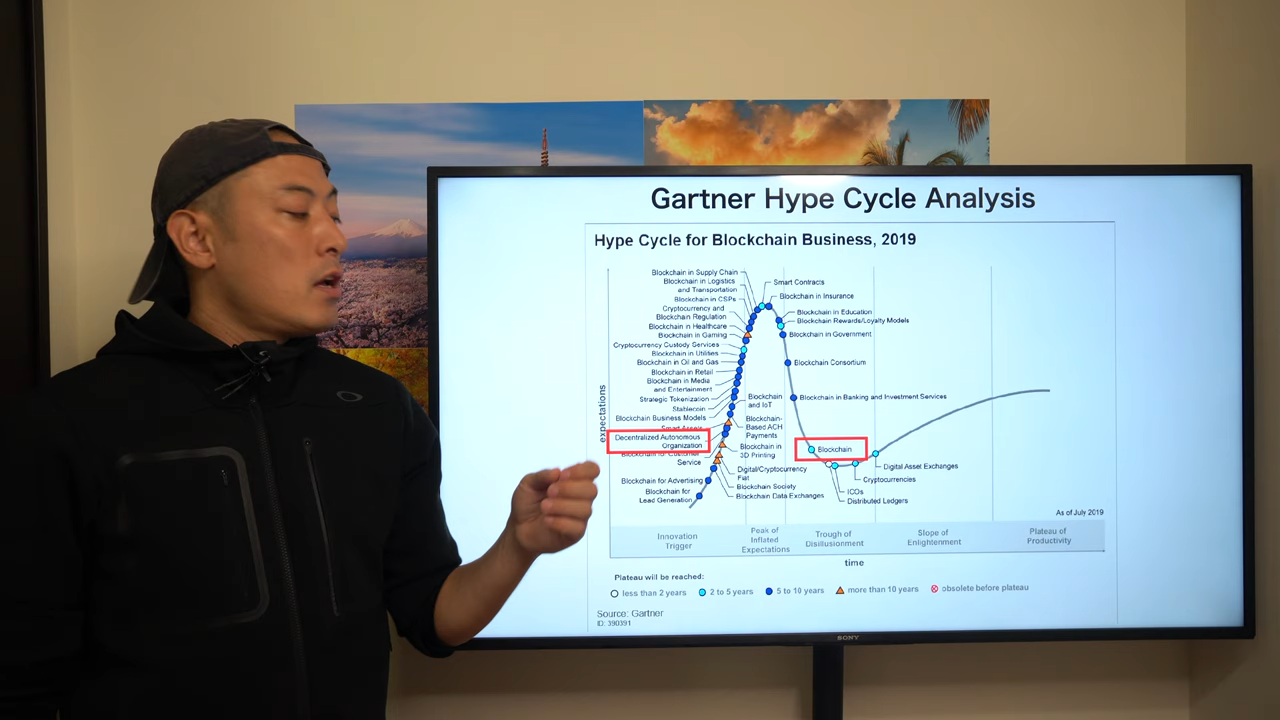 Gartner Hype Cycle Analysis
Hype Cycle for Blockchain Business, 2019
expectations
Blockchain in Supply Chain
Blockchain in Logistics
and Transportation
Blockchain in CSPs
Cryptocurrency and
Blockchain Regulation
Blockchain in Healthcare
Blockchain in Gaming
Cryptocurrency Custody Services
Blockchain in Utilities
Blockchain in Oil and Gas
Blockchain in Retail
Blockchain in Media
and Entertainment
Strategic Tokenization
Stablecoin
Blockchain Business Models
Smart Assets
Decentralized Autonomous
Organization
Blockchain for Customer
Service
Blockchain for Advertising
Blockchain for
Lead Generation
Smart Contracts
Blockchain in Insurance
Blockchain in Education
Blockchain Rewards/Loyalty Models
Blockchain in Government
Blockchain Consortium
Blockchain in Banking and Investment Services
Blockchain
and IoT
Blockchain-
Based ACH
Payments
Blockchain in
3D Printing
Digital/Cryptocurrency
Fiat
Blockchain Society
Blockchain Data Exchanges
Blockchain
Digital Asset Exchanges
Cryptocurrencies
ICOs
Distributed Ledgers
As of July 2019
Innovation
Trigger
Peak of
Inflated
Expectations
Trough of
Disillusionment
Slope of
Enlightenment
Plateau of
Productivity
time
Plateau will be reached:
less than 2 years 2 to 5 years 5 to 10 years more than 10 years obsolete before plateau
Source: Gartner
ID: 390391
SONY